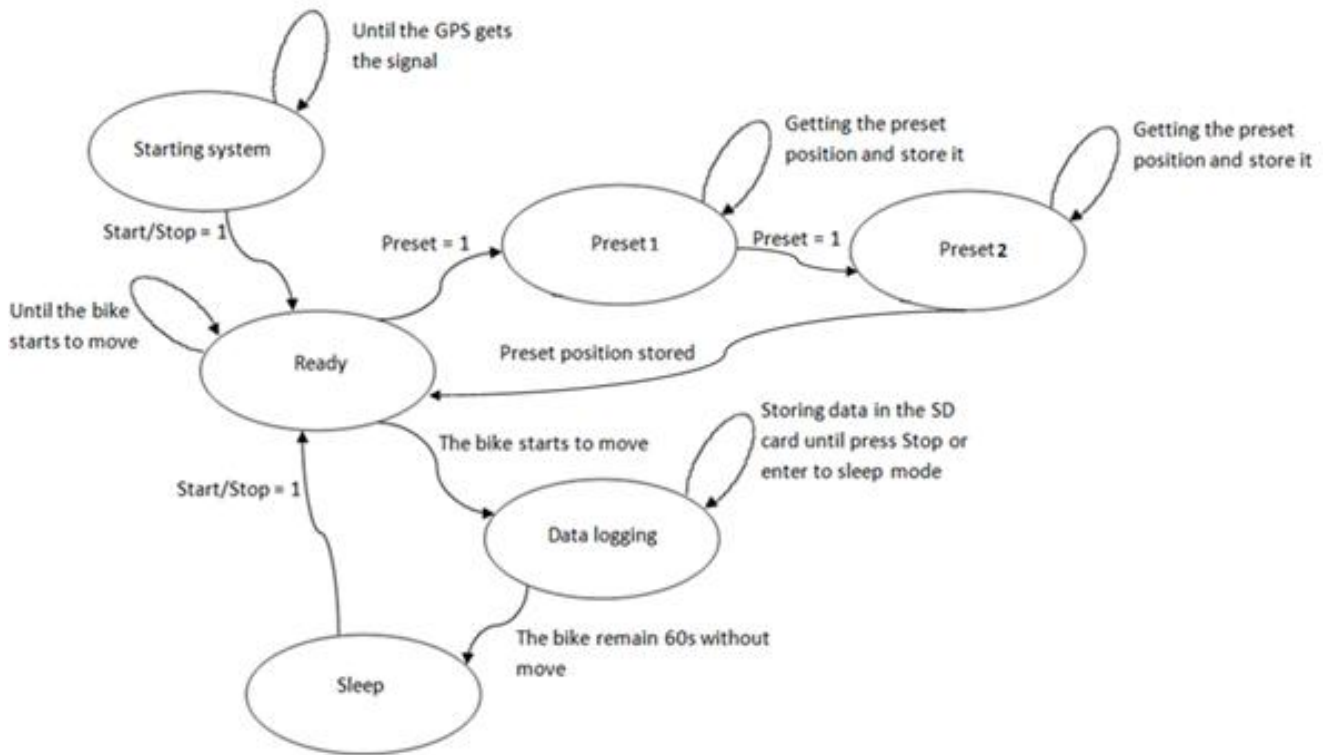 Until the GPS gets
the signal
Starting system
Getting the preset
position and store it
Getting the preset
position and store it
Start/Stop = 1
Preset = 1
Preset 1
Preset = 1
Preset 2
Until the bike
starts to move
Ready
Preset position stored
Storing data in the SD
card until press Stop or
enter to sleep mode
The bike starts to move
Start/Stop = 1
Data logging
The bike remain 60s without
move
Sleep